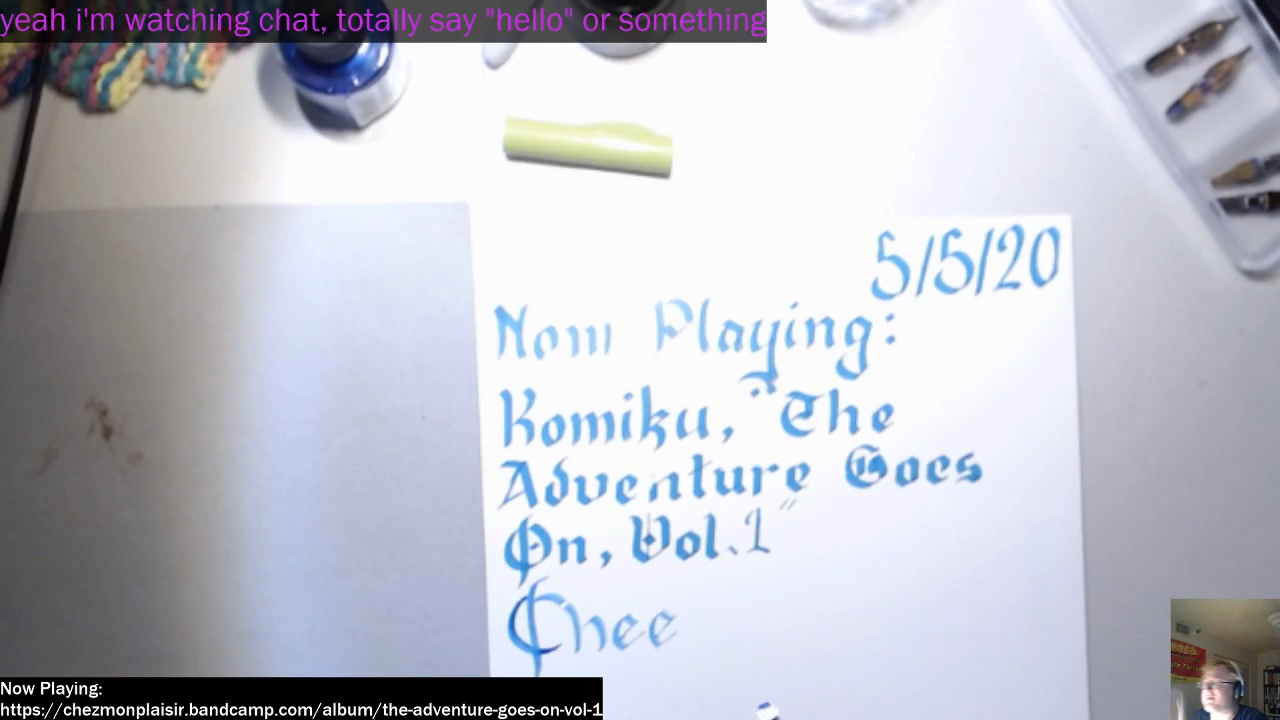 yeah i'm watching chat, totally say "hello" or something
5/5/20
Now Playing:
Komiku, "The
Adventure Goes
On, Vol. 1"
Chee
Now Playing:
https://chezmonplaisir.bandcamp.com/album/the-adventure-goes-on-vol-1